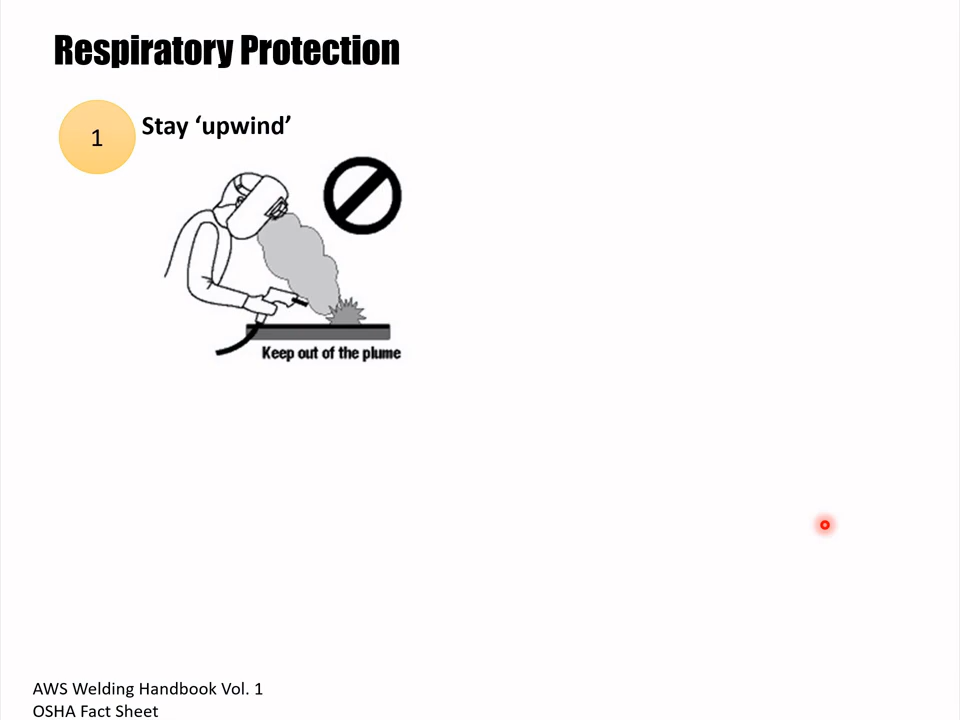 Respiratory Protection
1
Stay ‘upwind’
Keep out of the plume
AWS Welding Handbook Vol. 1
OSHA Fact Sheet